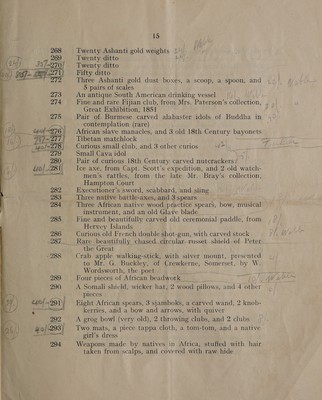 15
268 Twenty Ashanti gold weights
269 Twenty ditto
270 Twenty ditto
271 Fifty ditto
272 Three Ashanti gold dust boxes, a scoop, a spoon, and
3 pairs of scales
273 An antique South American drinking vessel
274 Fine and rare Fijian club, from Mrs. Paterson's collection,
Great Exhibition, 1851
275 Pair of Burmese carved alabaster idols of Buddha in
contemplation (rare)
276 African slave manacles, and 3 old 18th Century bayonets
277 Tibetan matchlock
278 Curious small club, and 3 other curios
279 Small Cava idol
280 Pair of curious 18th Century carved nutcrackers
281 Ice axe, from Capt. Scott's expedition, and 2 old watch-
men's rattles, from the late Mr. Bray's collection,
Hampton Court
282 Executioner's sword, scabbard, and sling
283 Three native battle-axes, and 3 spears
284 Three African native wood practice spears, bow, musical
instrument, and an old Glave blade
285 Fine and beautifully carved old ceremonial paddle, from
Hervey Islands
286 Curious old French double shot-gun, with carved stock
287 Rare beautifully chased circular russet shield of Peter
the Great
288 Crab apple walking-stick, with silver mount, presented
to Mr. G. Buckley, of Crewkerne, Somerset, by W.
Wordsworth, the poet
289 Four pieces of African beadwork
290 A Somali shield, wicker hat, 2 wood pillows, and 4 other
pieces
291 Eight African spears, 3 sjamboks, a carved wand, 2 knob-
kerries, and a bow and arrows, with quiver
292 A grog bowl (very old), 2 throwing clubs, and 2 clubs
293 Two mats, a piece tappa cloth, a tom-tom, and a native
girl's dress
294 Weapons made by natives in Africa, stuffed with hair
taken from scalps, and covered with raw hide